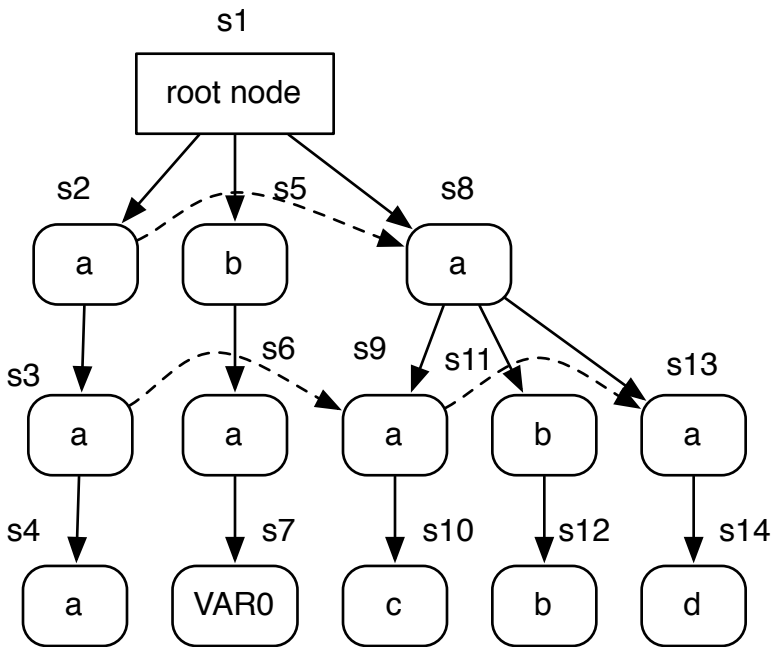 s1
root node
s2 s5 s8
a b a
s3 s6 s9 s11 s13
a a a b a
s4 s7 s10 s12 s14
a VAR0 c b d